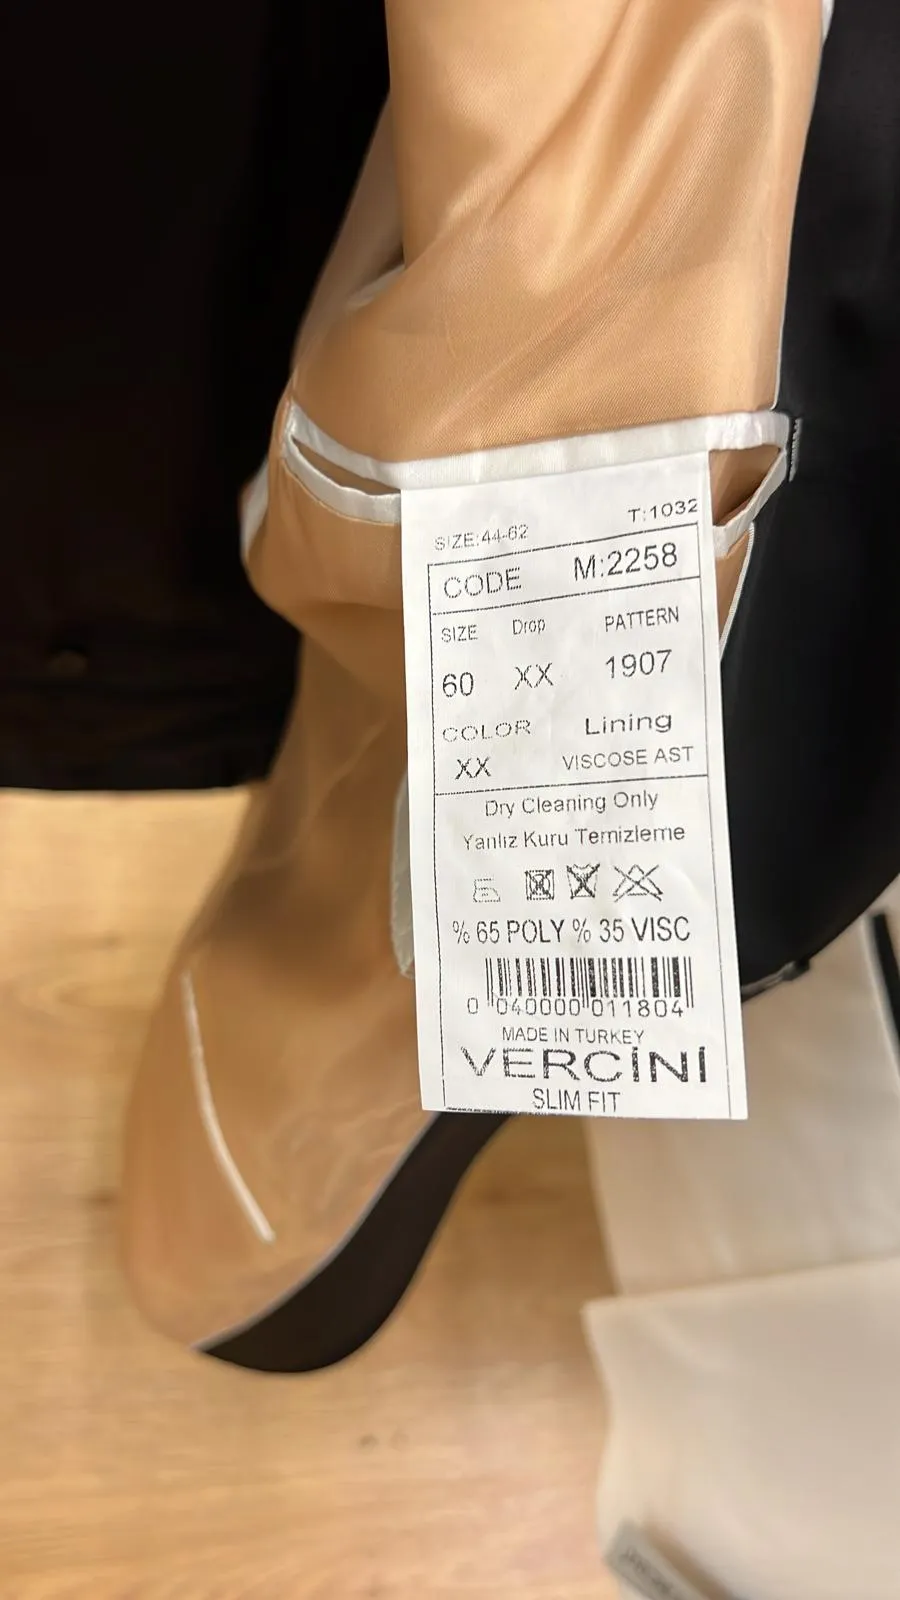 SIZE:44-62 T:1032
CODE M:2258
SIZE Drop PATTERN
60 XX 1907
COLOR Lining
XX VISCOSE AST
Dry Cleaning Only
Yanlız Kuru Temizleme
% 65 POLY % 35 VISC
0 040000 011804
MADE IN TURKEY
VERCİNİ
SLIM FIT